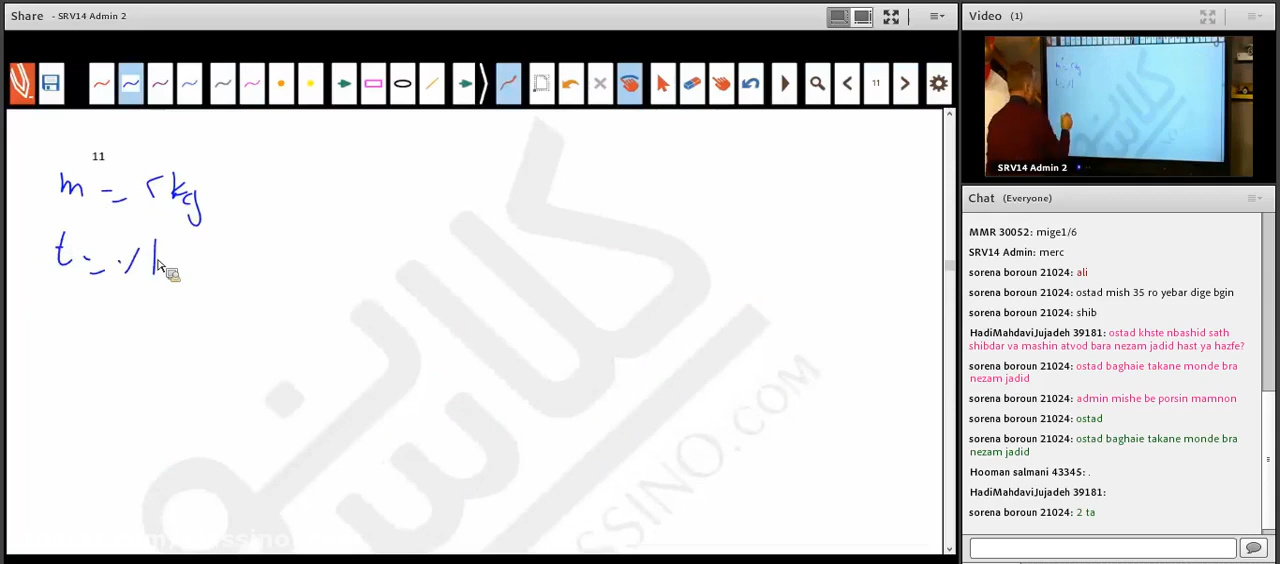 Share - SRV14 Admin 2
11
11
m = ۲ kg
t = ۰/۱
کلاسینو
Video (1)
SRV14 Admin 2
Chat (Everyone)
MMR 30052: mige1/6
SRV14 Admin: merc
sorena boroun 21024: ali
sorena boroun 21024: ostad mish 35 ro yebar dige bgin
sorena boroun 21024: shib
HadiMahdaviJujadeh 39181: ostad khste nbashid sath
shibdar va mashin atvod bara nezam jadid hast ya hazfe?
sorena boroun 21024: ostad baghaie takane monde bra
nezam jadid
sorena boroun 21024: admin mishe be porsin mamnon
sorena boroun 21024: ostad
sorena boroun 21024: ostad baghaie takane monde bra
nezam jadid
Hooman salmani 43345: .
HadiMahdaviJujadeh 39181:
sorena boroun 21024: 2 ta